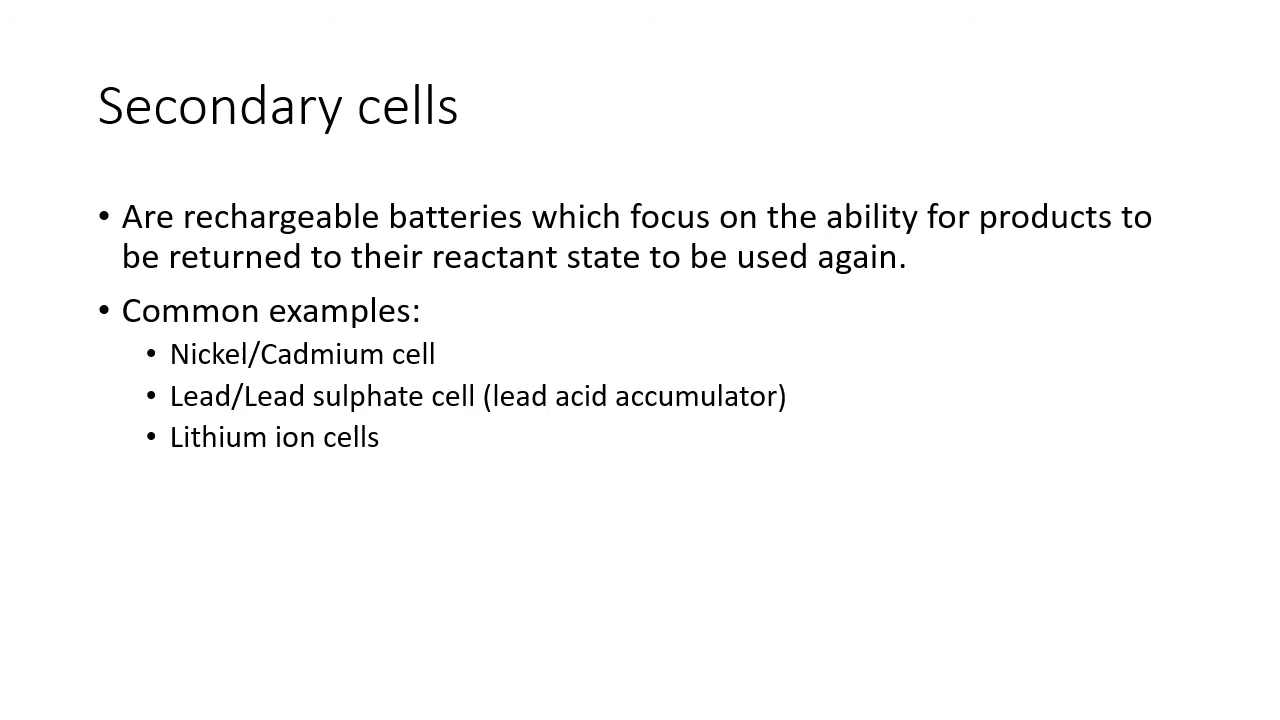 Secondary cells
• Are rechargeable batteries which focus on the ability for products to
be returned to their reactant state to be used again.
• Common examples:
• Nickel/Cadmium cell
• Lead/Lead sulphate cell (lead acid accumulator)
• Lithium ion cells